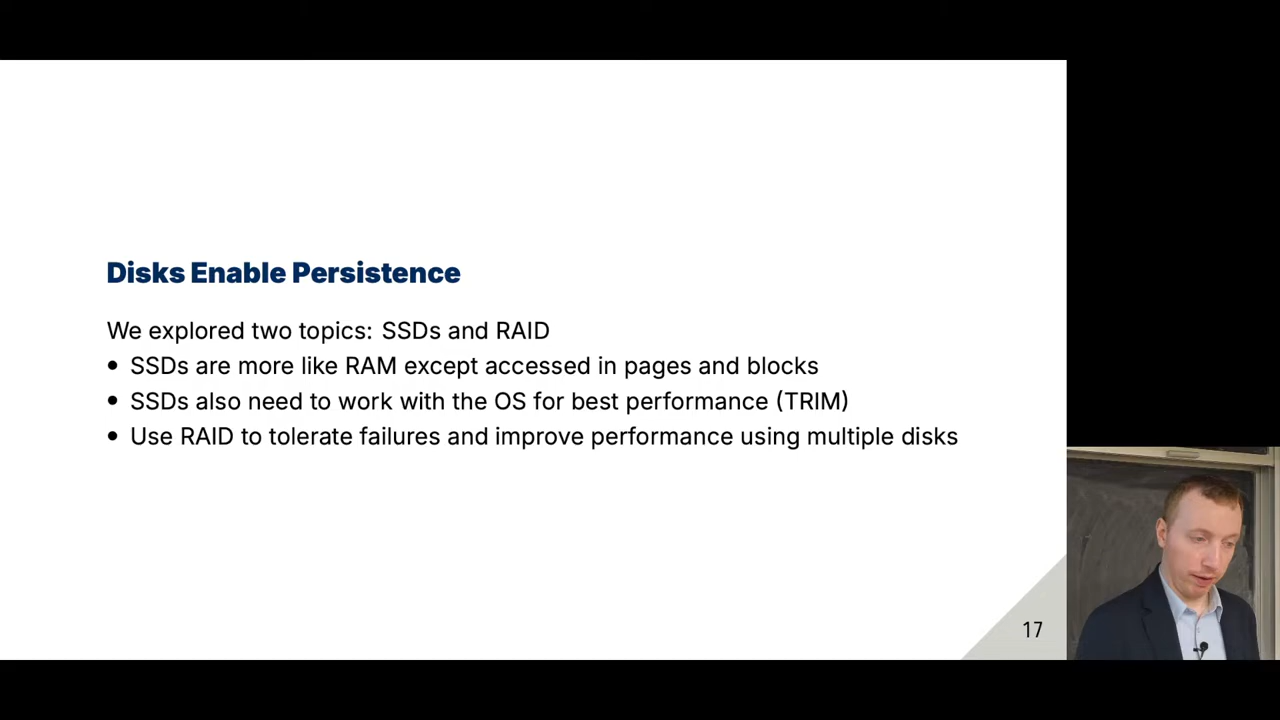 Disks Enable Persistence
We explored two topics: SSDs and RAID
• SSDs are more like RAM except accessed in pages and blocks
• SSDs also need to work with the OS for best performance (TRIM)
• Use RAID to tolerate failures and improve performance using multiple disks
17